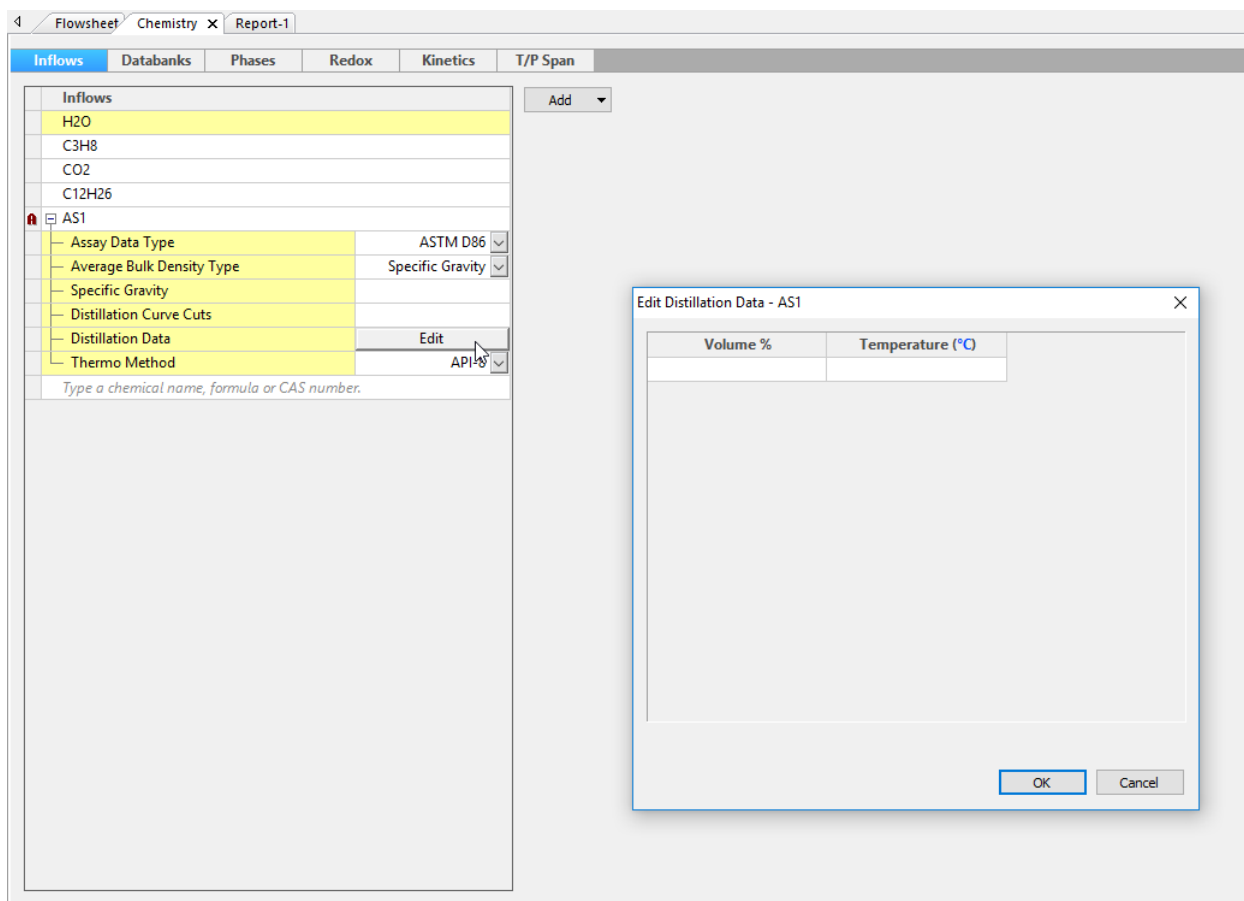 Flowsheet Chemistry Report-1
Inflows Databanks Phases Redox Kinetics T/P Span
Inflows
Add
H2O
C3H8
CO2
C12H26
AS1
Assay Data Type ASTM D86
Average Bulk Density Type Specific Gravity
Specific Gravity
Distillation Curve Cuts
Distillation Data Edit
Thermo Method API-8
Type a chemical name, formula or CAS number.
Edit Distillation Data - AS1
Volume % Temperature (°C)
OK Cancel